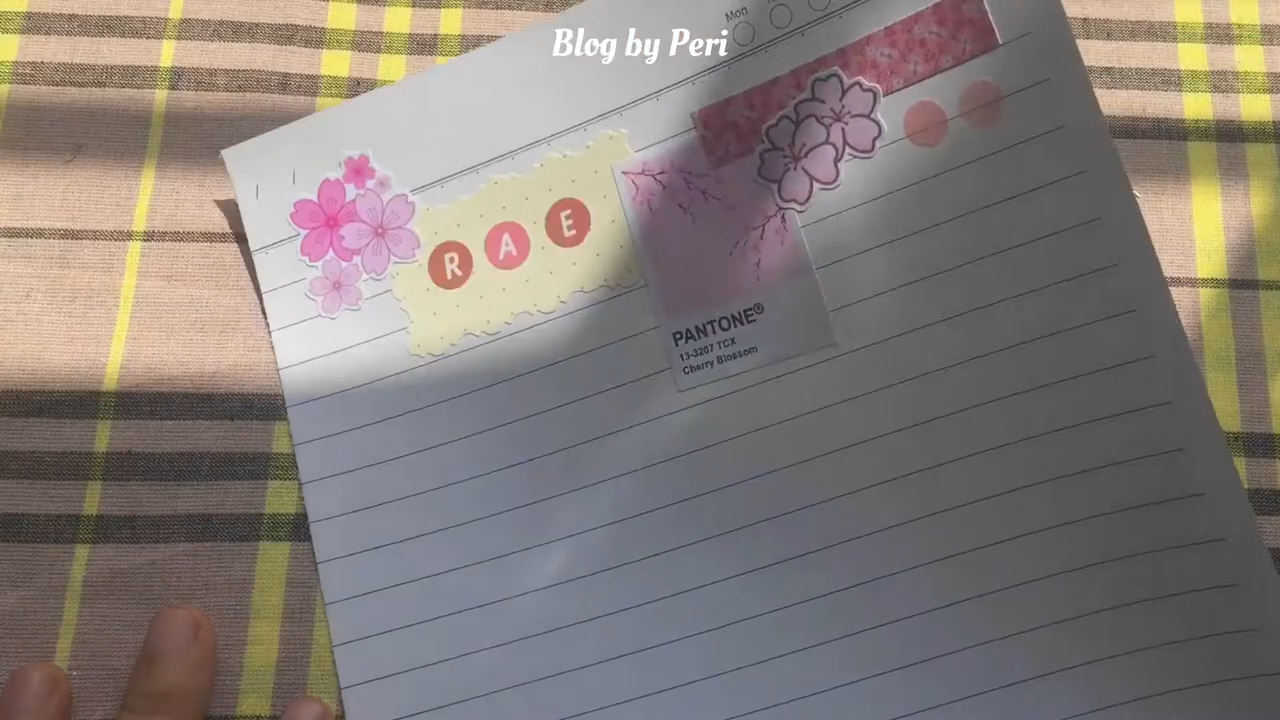 Blog by Peri
Mon
R A E
PANTONE®
13-3207 TCX
Cherry Blossom